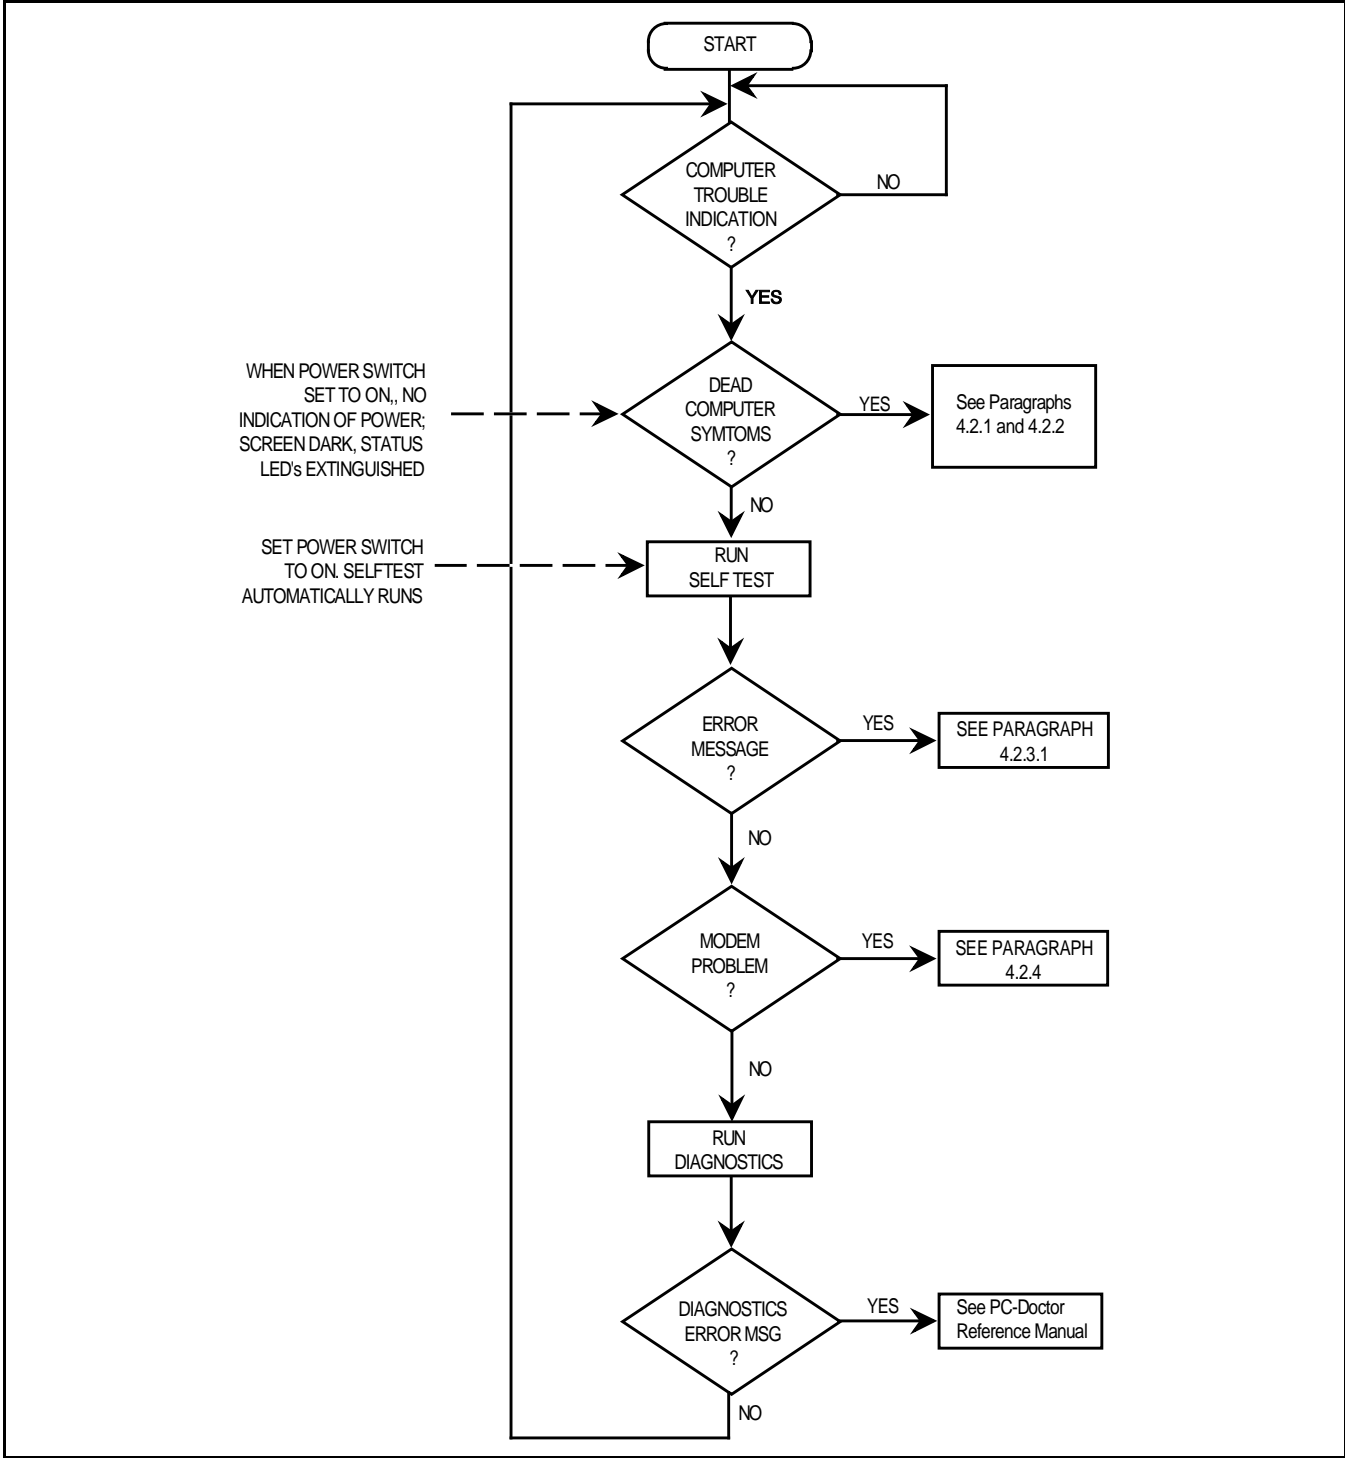 START
COMPUTER
TROUBLE
INDICATION
?
NO
YES
WHEN POWER SWITCH
SET TO ON,, NO
INDICATION OF POWER;
SCREEN DARK, STATUS
LED's EXTINGUISHED
DEAD
COMPUTER
SYMTOMS
?
YES
See Paragraphs
4.2.1 and 4.2.2
NO
SET POWER SWITCH
TO ON. SELFTEST
AUTOMATICALLY RUNS
RUN
SELF TEST
ERROR
MESSAGE
?
YES
SEE PARAGRAPH
4.2.3.1
NO
MODEM
PROBLEM
?
YES
SEE PARAGRAPH
4.2.4
NO
RUN
DIAGNOSTICS
DIAGNOSTICS
ERROR MSG
?
YES
See PC-Doctor
Reference Manual
NO